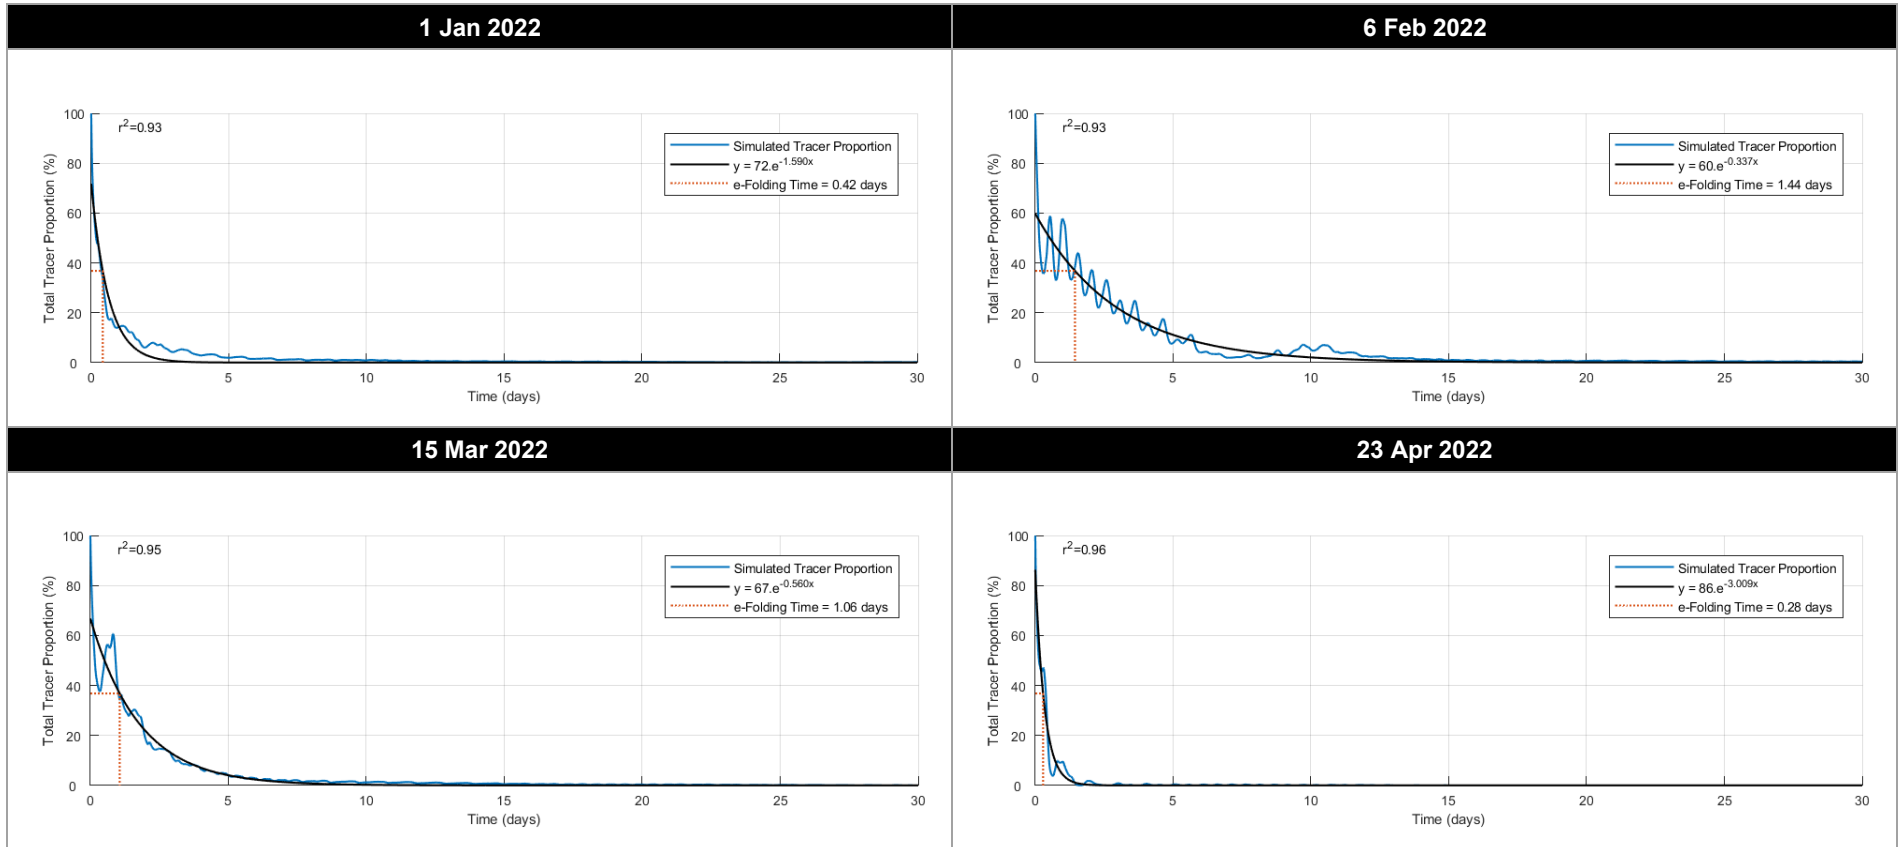 1 Jan 2022
6 Feb 2022
r²=0.93
Simulated Tracer Proportion
y = 72.e^-1.590x
e-Folding Time = 0.42 days
Total Tracer Proportion (%)
100
80
60
40
20
0
0 5 10 15 20 25 30
Time (days)
r²=0.93
Simulated Tracer Proportion
y = 60.e^-0.337x
e-Folding Time = 1.44 days
Total Tracer Proportion (%)
100
80
60
40
20
0
0 5 10 15 20 25 30
Time (days)
15 Mar 2022
23 Apr 2022
r²=0.95
Simulated Tracer Proportion
y = 67.e^-0.560x
e-Folding Time = 1.06 days
Total Tracer Proportion (%)
100
80
60
40
20
0
0 5 10 15 20 25 30
Time (days)
r²=0.96
Simulated Tracer Proportion
y = 86.e^-3.009x
e-Folding Time = 0.28 days
Total Tracer Proportion (%)
100
80
60
40
20
0
0 5 10 15 20 25 30
Time (days)